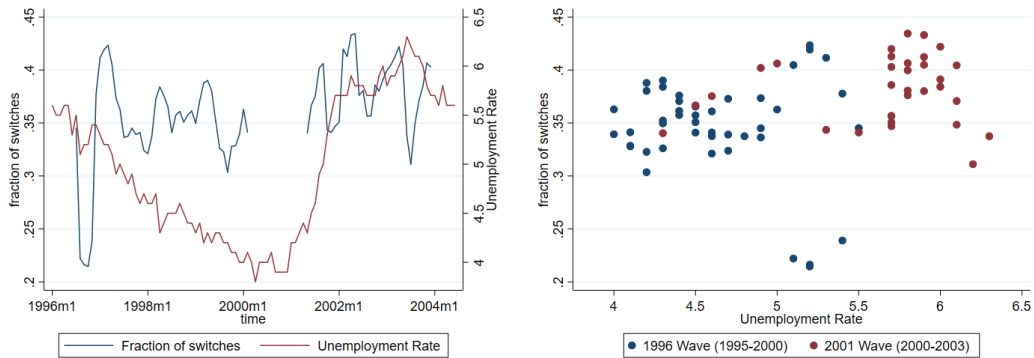 .45
.4
.35
.3
.25
.2
fraction of switches
6.5
6
5.5
5
4.5
4
Unemployment Rate
1996m1 1998m1 2000m1 2002m1 2004m1
time
Fraction of switches Unemployment Rate
.45
.4
.35
.3
.25
.2
fraction of switches
4 4.5 5 5.5 6 6.5
Unemployment Rate
1996 Wave (1995-2000) 2001 Wave (2000-2003)